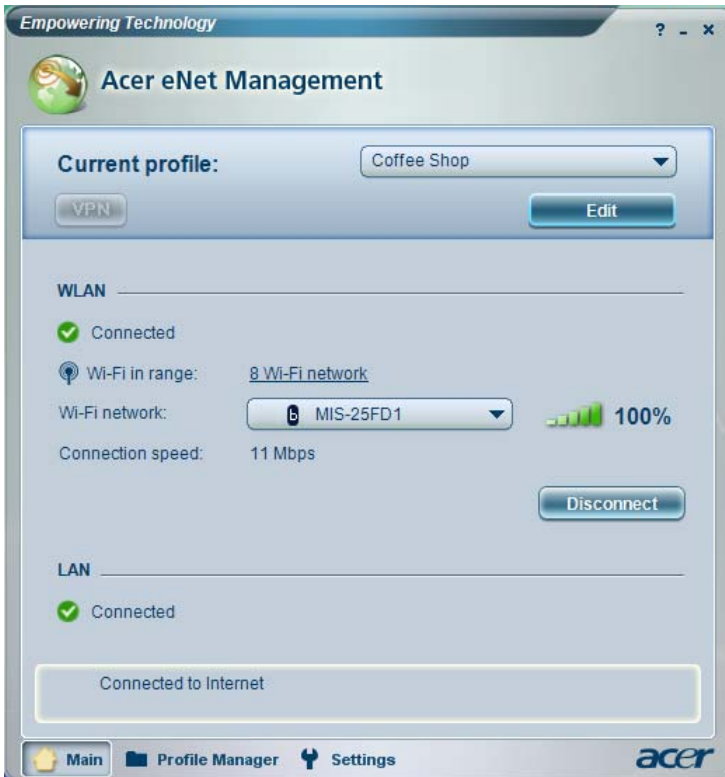 Empowering Technology
? - ×
Acer eNet Management
Current profile:
Coffee Shop
VPN
Edit
WLAN
Connected
Wi-Fi in range: 8 Wi-Fi network
Wi-Fi network: b MIS-25FD1 100%
Connection speed: 11 Mbps
Disconnect
LAN
Connected
Connected to Internet
Main Profile Manager Settings acer